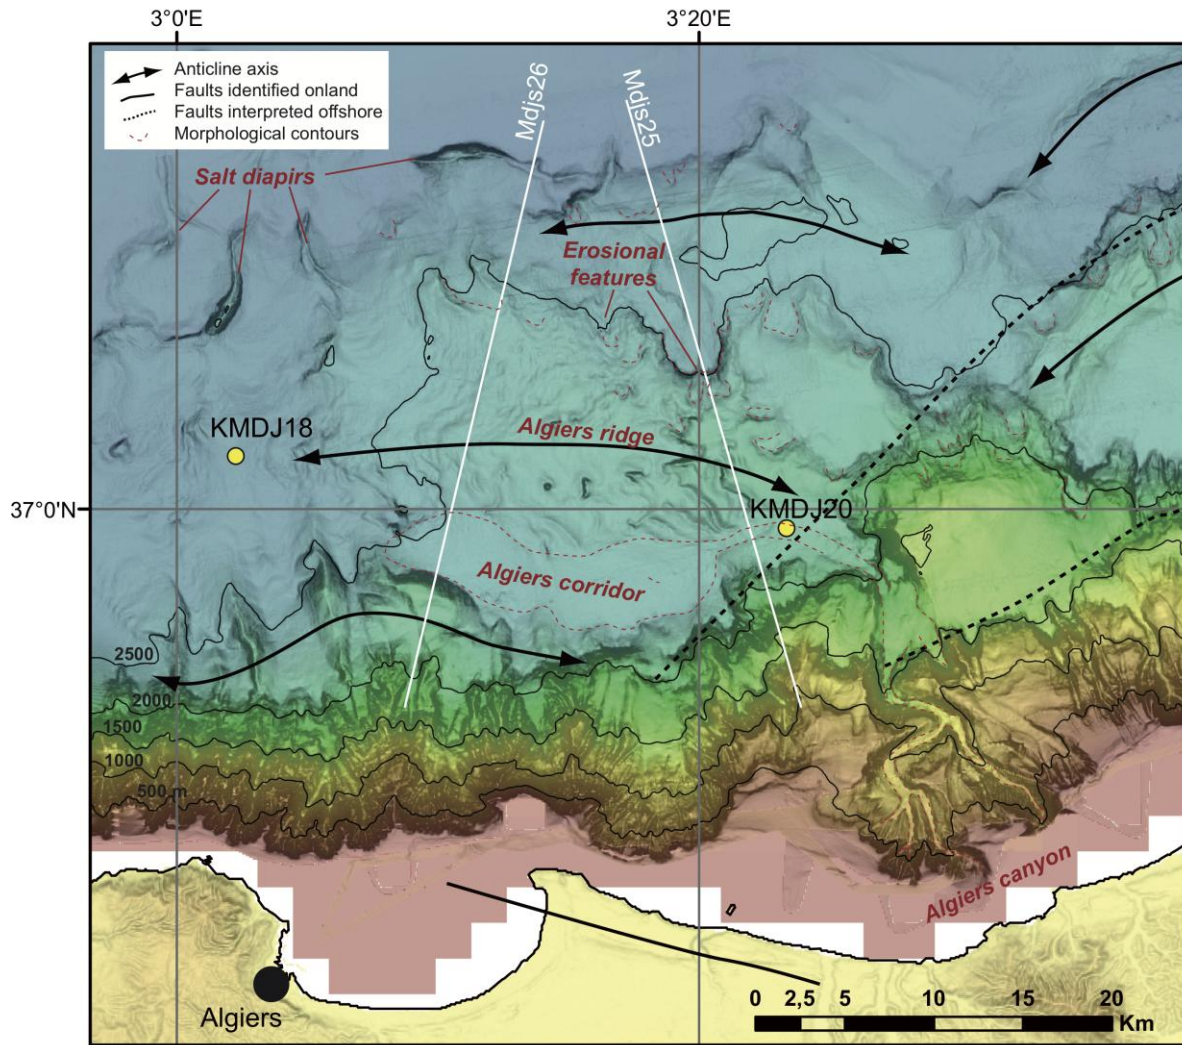 3°0'E
3°20'E
Anticline axis
Faults identified onland
Faults interpreted offshore
Morphological contours
Mdjs26
Mdjs25
Salt diapirs
Erosional
features
KMDJ18
Algiers ridge
37°0'N
KMDJ20
Algiers corridor
2500
2000
1500
1000
500 m
Algiers canyon
Algiers
0 2,5 5 10 15 20
Km